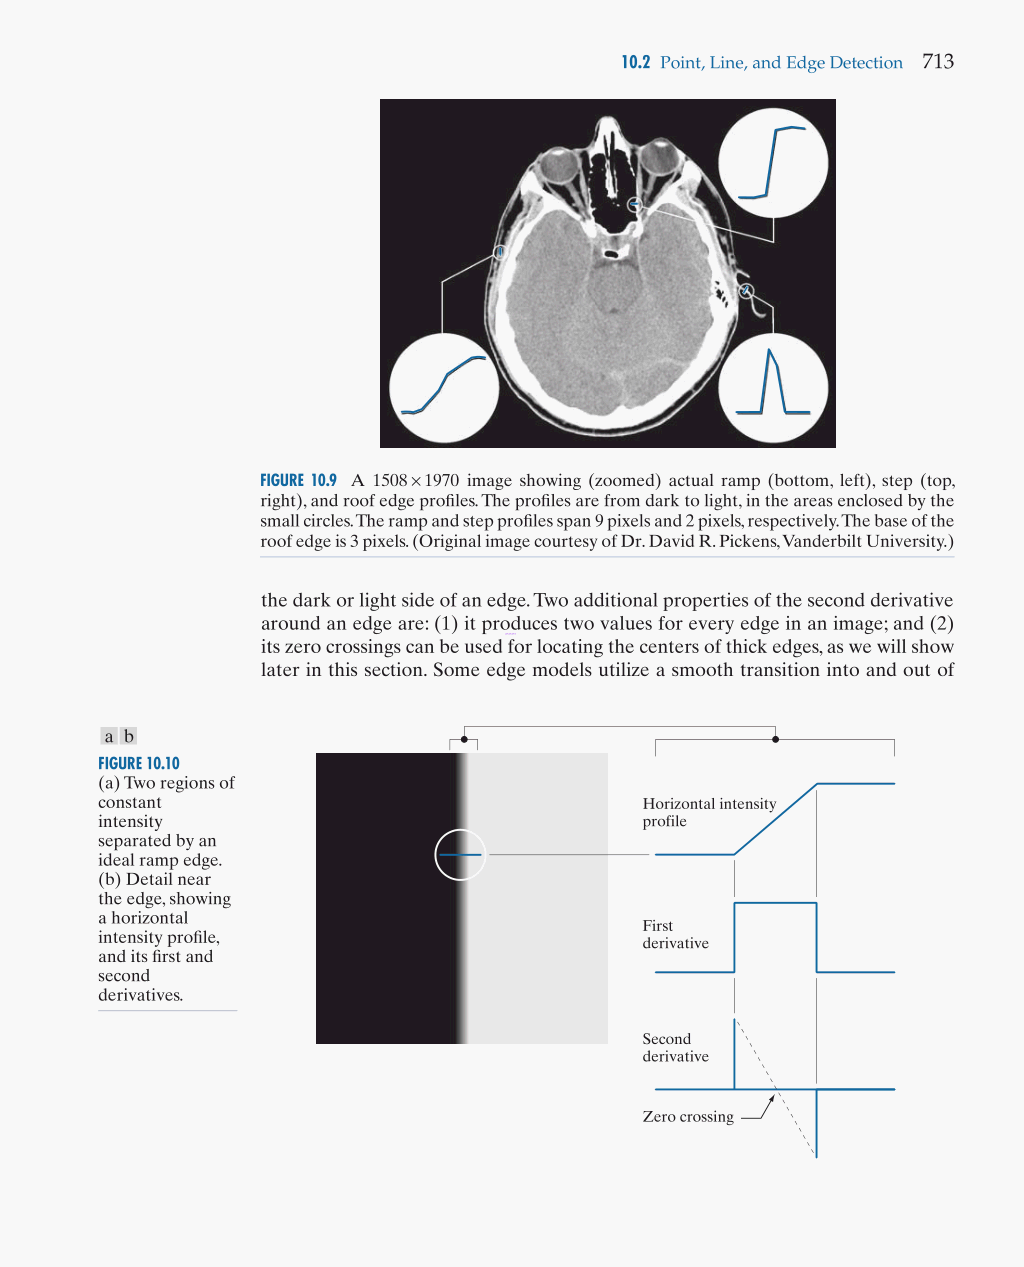 10.2 Point, Line, and Edge Detection 713
FIGURE 10.9 A 1508 × 1970 image showing (zoomed) actual ramp (bottom, left), step (top,
right), and roof edge profiles. The profiles are from dark to light, in the areas enclosed by the
small circles. The ramp and step profiles span 9 pixels and 2 pixels, respectively. The base of the
roof edge is 3 pixels. (Original image courtesy of Dr. David R. Pickens, Vanderbilt University.)
the dark or light side of an edge. Two additional properties of the second derivative
around an edge are: (1) it produces two values for every edge in an image; and (2)
its zero crossings can be used for locating the centers of thick edges, as we will show
later in this section. Some edge models utilize a smooth transition into and out of
a b
FIGURE 10.10
(a) Two regions of
constant
intensity
separated by an
ideal ramp edge.
(b) Detail near
the edge, showing
a horizontal
intensity profile,
and its first and
second
derivatives.
Horizontal intensity
profile
First
derivative
Second
derivative
Zero crossing